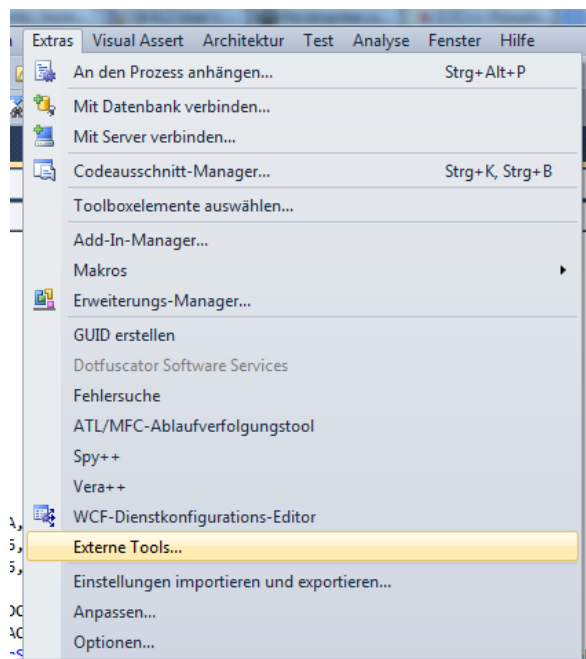 Extras Visual Assert Architektur Test Analyse Fenster Hilfe
An den Prozess anhängen... Strg+Alt+P
Mit Datenbank verbinden...
Mit Server verbinden...
Codeausschnitt-Manager... Strg+K, Strg+B
Toolboxelemente auswählen...
Add-In-Manager...
Makros
Erweiterungs-Manager...
GUID erstellen
Dotfuscator Software Services
Fehlersuche
ATL/MFC-Ablaufverfolgungstool
Spy++
Vera++
WCF-Dienstkonfigurations-Editor
Externe Tools...
Einstellungen importieren und exportieren...
Anpassen...
Optionen...